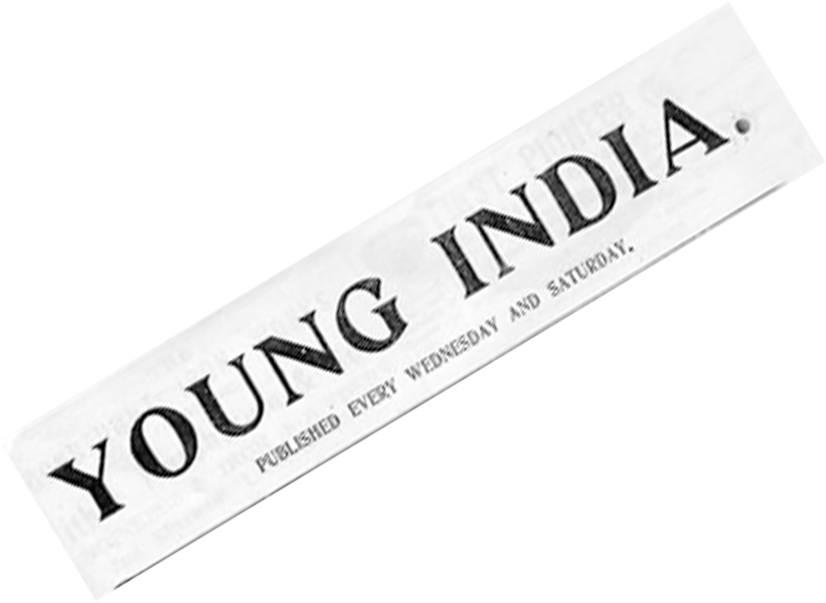 YOUNG INDIA.
PUBLISHED EVERY WEDNESDAY AND SATURDAY.